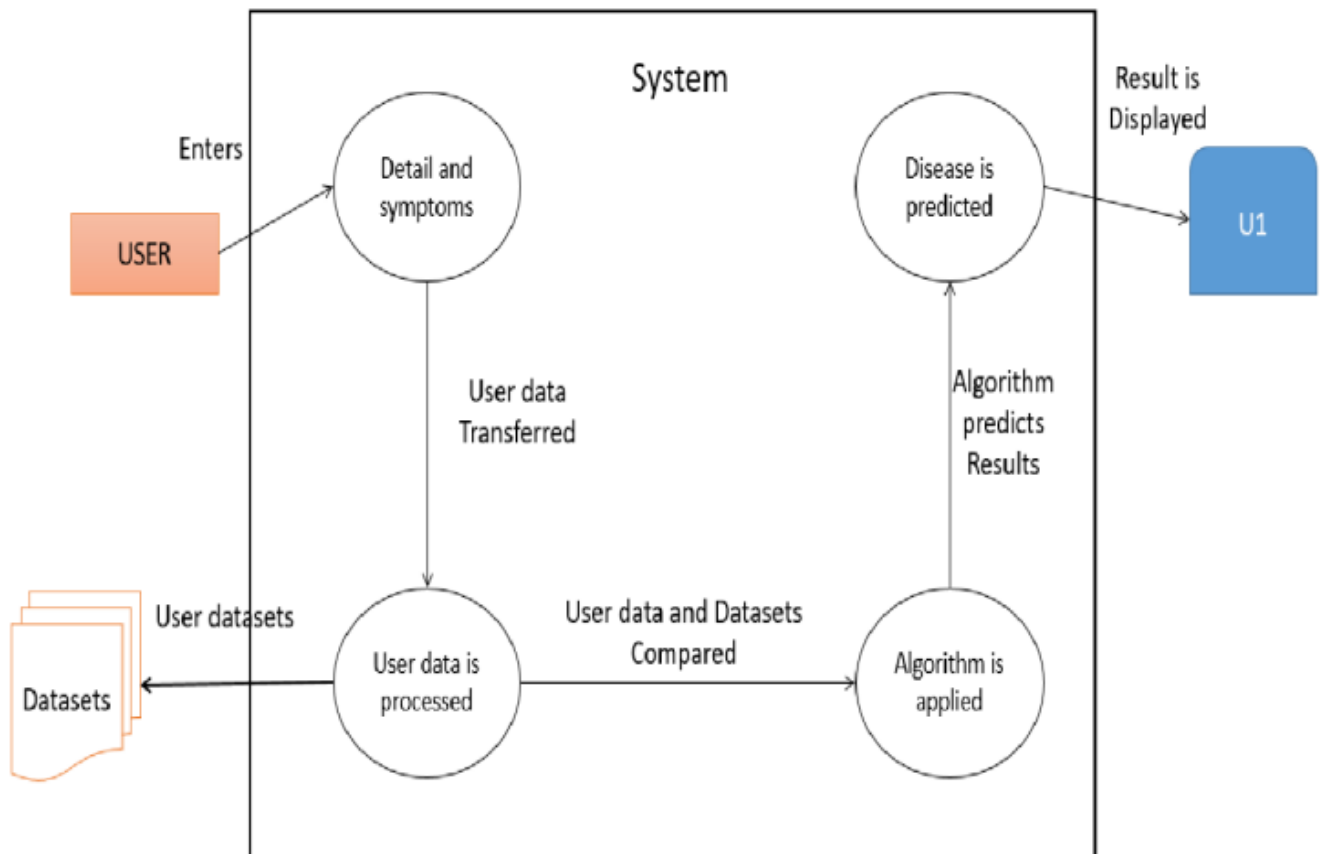 System
Enters
USER
Detail and
symptoms
Disease is
predicted
Result is
Displayed
U1
User data
Transferred
Algorithm
predicts
Results
User datasets
Datasets
User data is
processed
User data and Datasets
Compared
Algorithm is
applied